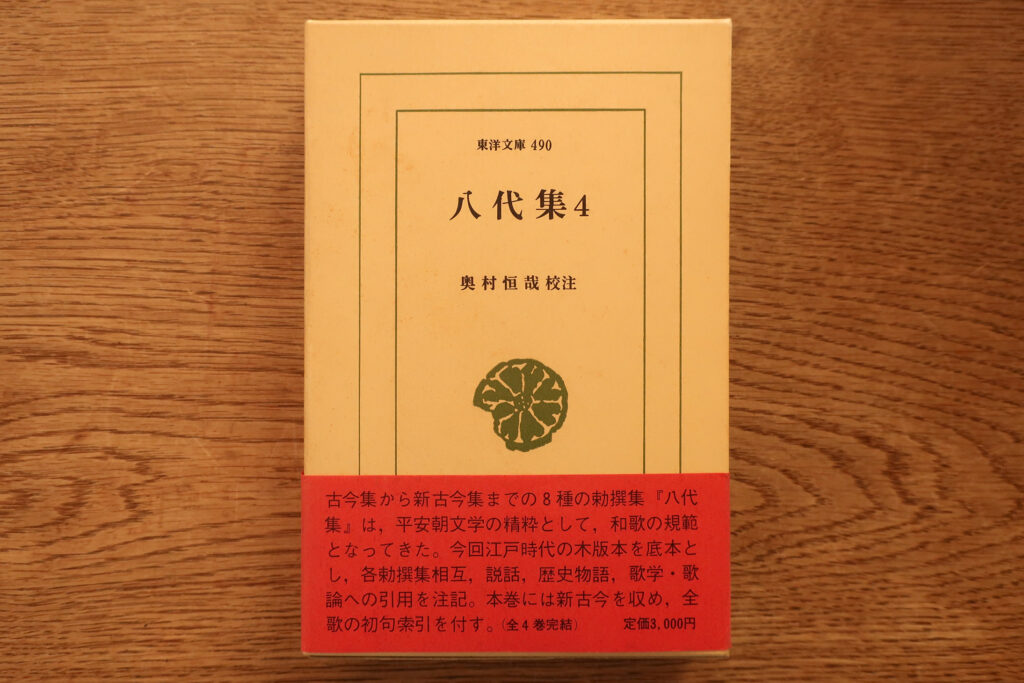 東洋文庫 490
八代集4
奥村恒哉校注
古今集から新古今集までの8種の勅撰集『八代
集』は，平安朝文学の精粋として，和歌の規範
となってきた。今回江戸時代の木版本を底本と
し，各勅撰集相互，説話，歴史物語，歌学・歌
論への引用を注記。本巻には新古今を収め，全
歌の初句索引を付す。（全4巻完結） 定価3,000円